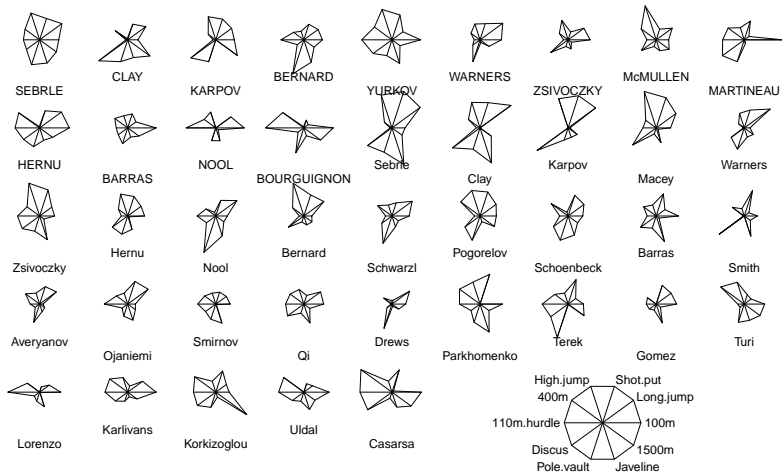 SEBRLE
CLAY
KARPOV
BERNARD
YURKOV
WARNERS
ZSIVOCZKY
McMULLEN
MARTINEAU
HERNU
BARRAS
NOOL
BOURGUIGNON
Sebrle
Clay
Karpov
Macey
Warners
Zsivoczky
Hernu
Nool
Bernard
Schwarzl
Pogorelov
Schoenbeck
Barras
Smith
Averyanov
Ojaniemi
Smirnov
Qi
Drews
Parkhomenko
Terek
Gomez
Turi
Lorenzo
Karlivans
Korkizoglou
Uldal
Casarsa
High.jump
Shot.put
400m
Long.jump
110m.hurdle
100m
Discus
1500m
Pole.vault
Javeline